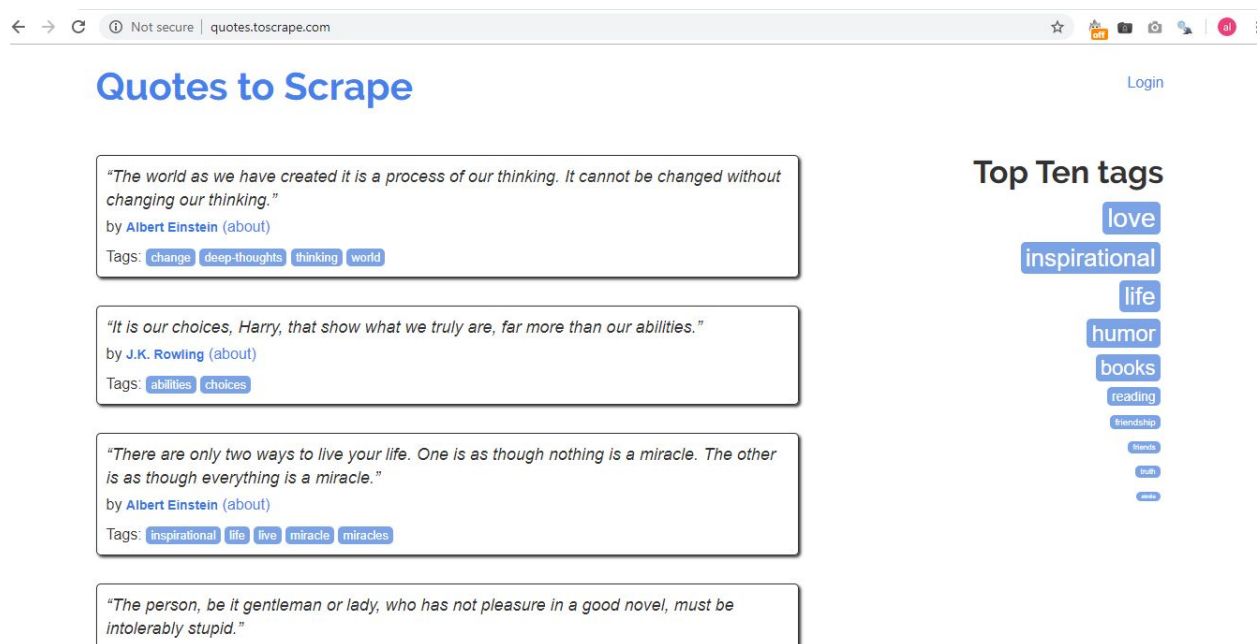 Not secure | quotes.toscrape.com
off
al
Quotes to Scrape
Login
“The world as we have created it is a process of our thinking. It cannot be changed without
changing our thinking.”
by Albert Einstein (about)
Tags: change deep-thoughts thinking world
“It is our choices, Harry, that show what we truly are, far more than our abilities.”
by J.K. Rowling (about)
Tags: abilities choices
“There are only two ways to live your life. One is as though nothing is a miracle. The other
is as though everything is a miracle.”
by Albert Einstein (about)
Tags: inspirational life live miracle miracles
“The person, be it gentleman or lady, who has not pleasure in a good novel, must be
intolerably stupid.”
Top Ten tags
love
inspirational
life
humor
books
reading
friendship
friends
truth